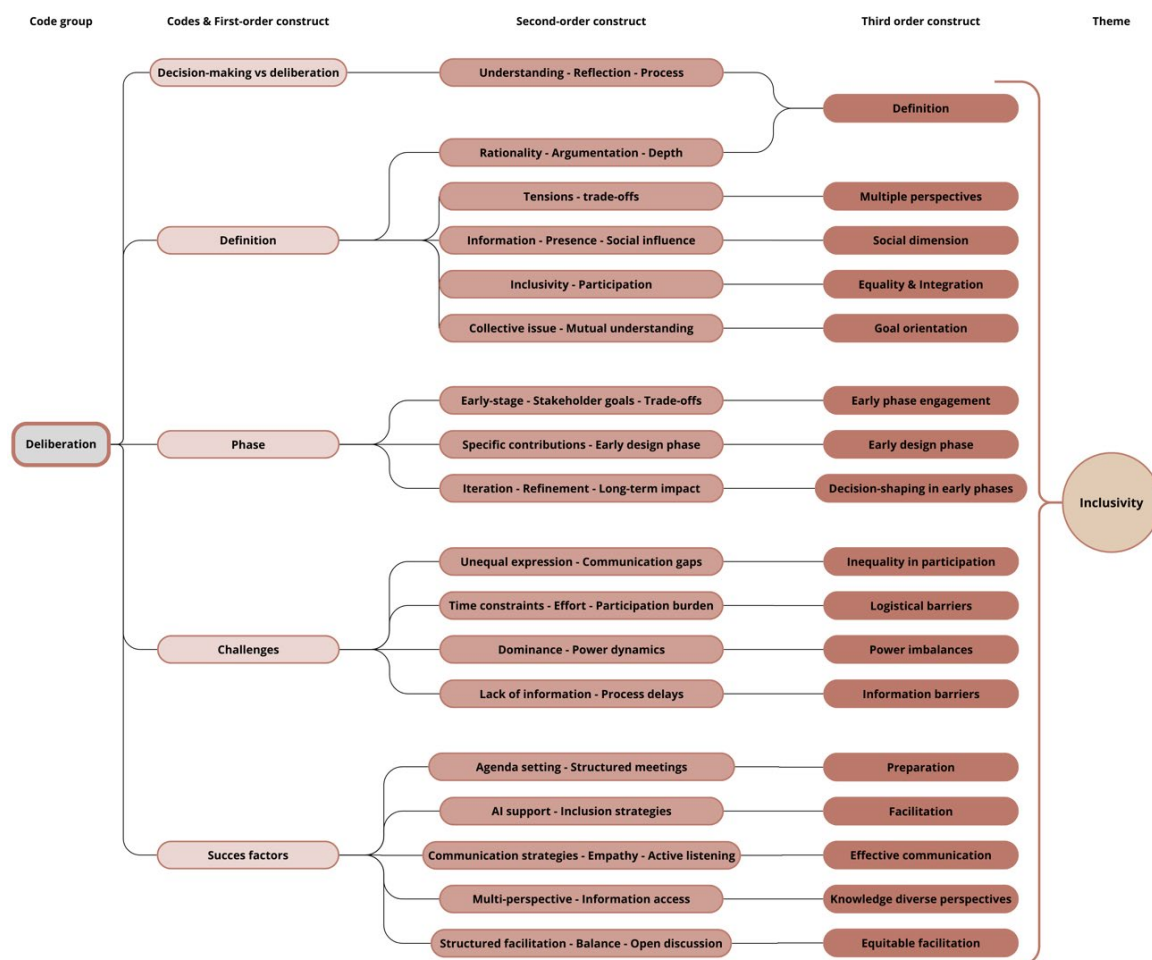 Code group
Codes & First-order construct
Second-order construct
Third order construct
Theme
Decision-making vs deliberation
Understanding - Reflection - Process
Definition
Rationality - Argumentation - Depth
Tensions - trade-offs
Multiple perspectives
Definition
Information - Presence - Social influence
Social dimension
Inclusivity - Participation
Equality & Integration
Collective issue - Mutual understanding
Goal orientation
Early-stage - Stakeholder goals - Trade-offs
Early phase engagement
Deliberation
Phase
Specific contributions - Early design phase
Early design phase
Iteration - Refinement - Long-term impact
Decision-shaping in early phases
Inclusivity
Unequal expression - Communication gaps
Inequality in participation
Time constraints - Effort - Participation burden
Logistical barriers
Challenges
Dominance - Power dynamics
Power imbalances
Lack of information - Process delays
Information barriers
Agenda setting - Structured meetings
Preparation
AI support - Inclusion strategies
Facilitation
Succes factors
Communication strategies - Empathy - Active listening
Effective communication
Multi-perspective - Information access
Knowledge diverse perspectives
Structured facilitation - Balance - Open discussion
Equitable facilitation